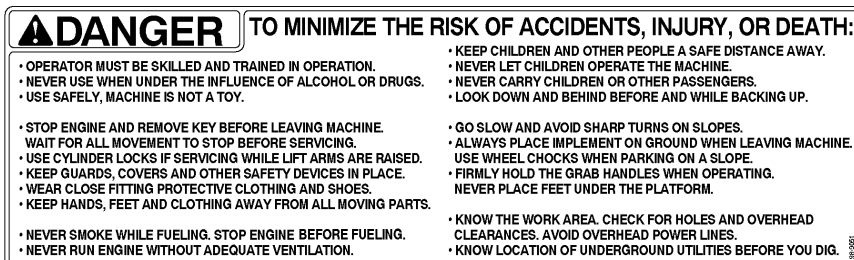 DANGER
TO MINIMIZE THE RISK OF ACCIDENTS, INJURY, OR DEATH:
• OPERATOR MUST BE SKILLED AND TRAINED IN OPERATION.
• NEVER USE WHEN UNDER THE INFLUENCE OF ALCOHOL OR DRUGS.
• USE SAFELY, MACHINE IS NOT A TOY.
• STOP ENGINE AND REMOVE KEY BEFORE LEAVING MACHINE.
WAIT FOR ALL MOVEMENT TO STOP BEFORE SERVICING.
• USE CYLINDER LOCKS IF SERVICING WHILE LIFT ARMS ARE RAISED.
• KEEP GUARDS, COVERS AND OTHER SAFETY DEVICES IN PLACE.
• WEAR CLOSE FITTING PROTECTIVE CLOTHING AND SHOES.
• KEEP HANDS, FEET AND CLOTHING AWAY FROM ALL MOVING PARTS.
• NEVER SMOKE WHILE FUELING. STOP ENGINE BEFORE FUELING.
• NEVER RUN ENGINE WITHOUT ADEQUATE VENTILATION.
• KEEP CHILDREN AND OTHER PEOPLE A SAFE DISTANCE AWAY.
• NEVER LET CHILDREN OPERATE THE MACHINE.
• NEVER CARRY CHILDREN OR OTHER PASSENGERS.
• LOOK DOWN AND BEHIND BEFORE AND WHILE BACKING UP.
• GO SLOW AND AVOID SHARP TURNS ON SLOPES.
• ALWAYS PLACE IMPLEMENT ON GROUND WHEN LEAVING MACHINE.
USE WHEEL CHOCKS WHEN PARKING ON A SLOPE.
• FIRMLY HOLD THE GRAB HANDLES WHEN OPERATING.
NEVER PLACE FEET UNDER THE PLATFORM.
• KNOW THE WORK AREA. CHECK FOR HOLES AND OVERHEAD
CLEARANCES. AVOID OVERHEAD POWER LINES.
• KNOW LOCATION OF UNDERGROUND UTILITIES BEFORE YOU DIG.